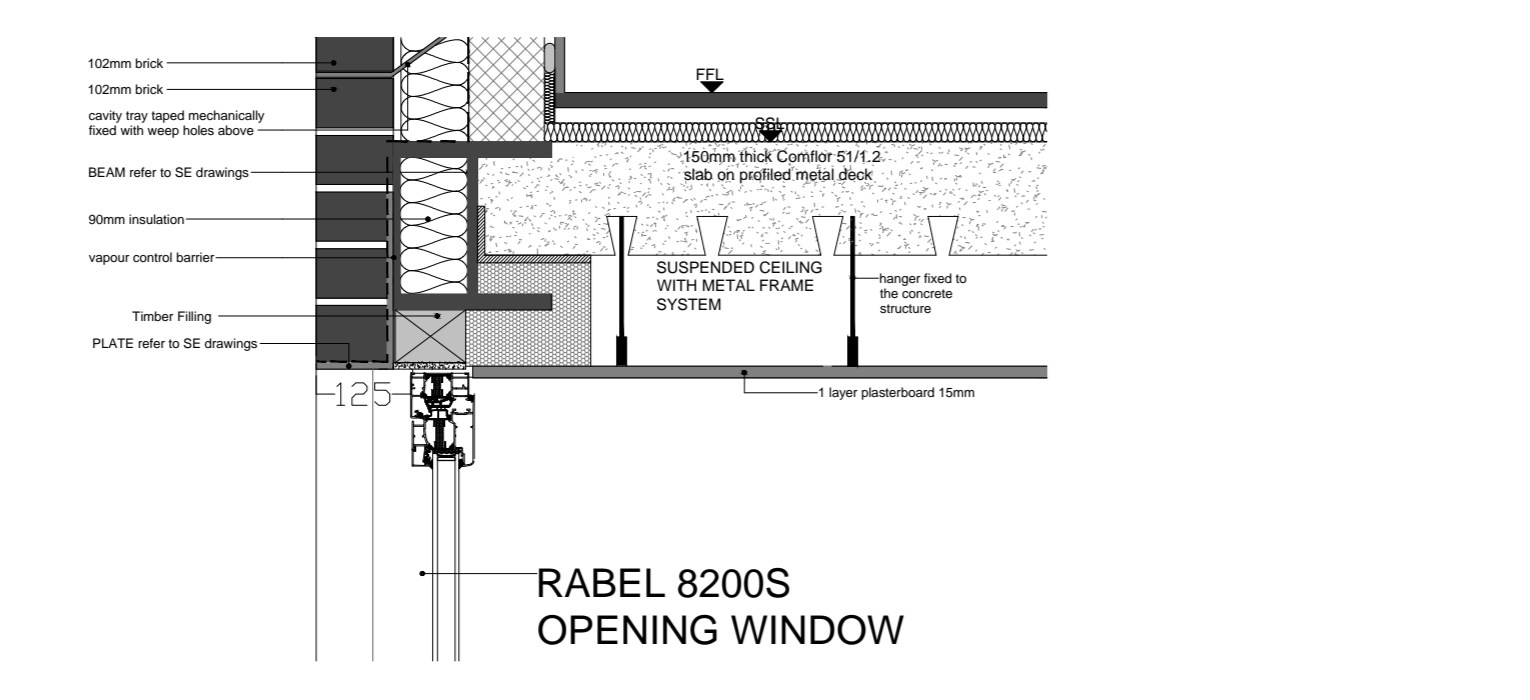 102mm brick
102mm brick
cavity tray taped mechanically
fixed with weep holes above
BEAM refer to SE drawings
90mm insulation
vapour control barrier
Timber Filling
PLATE refer to SE drawings
125
FFL
SSL
150mm thick Comflor 51/1.2
slab on profiled metal deck
SUSPENDED CEILING
WITH METAL FRAME
SYSTEM
hanger fixed to
the concrete
structure
1 layer plasterboard 15mm
RABEL 8200S
OPENING WINDOW